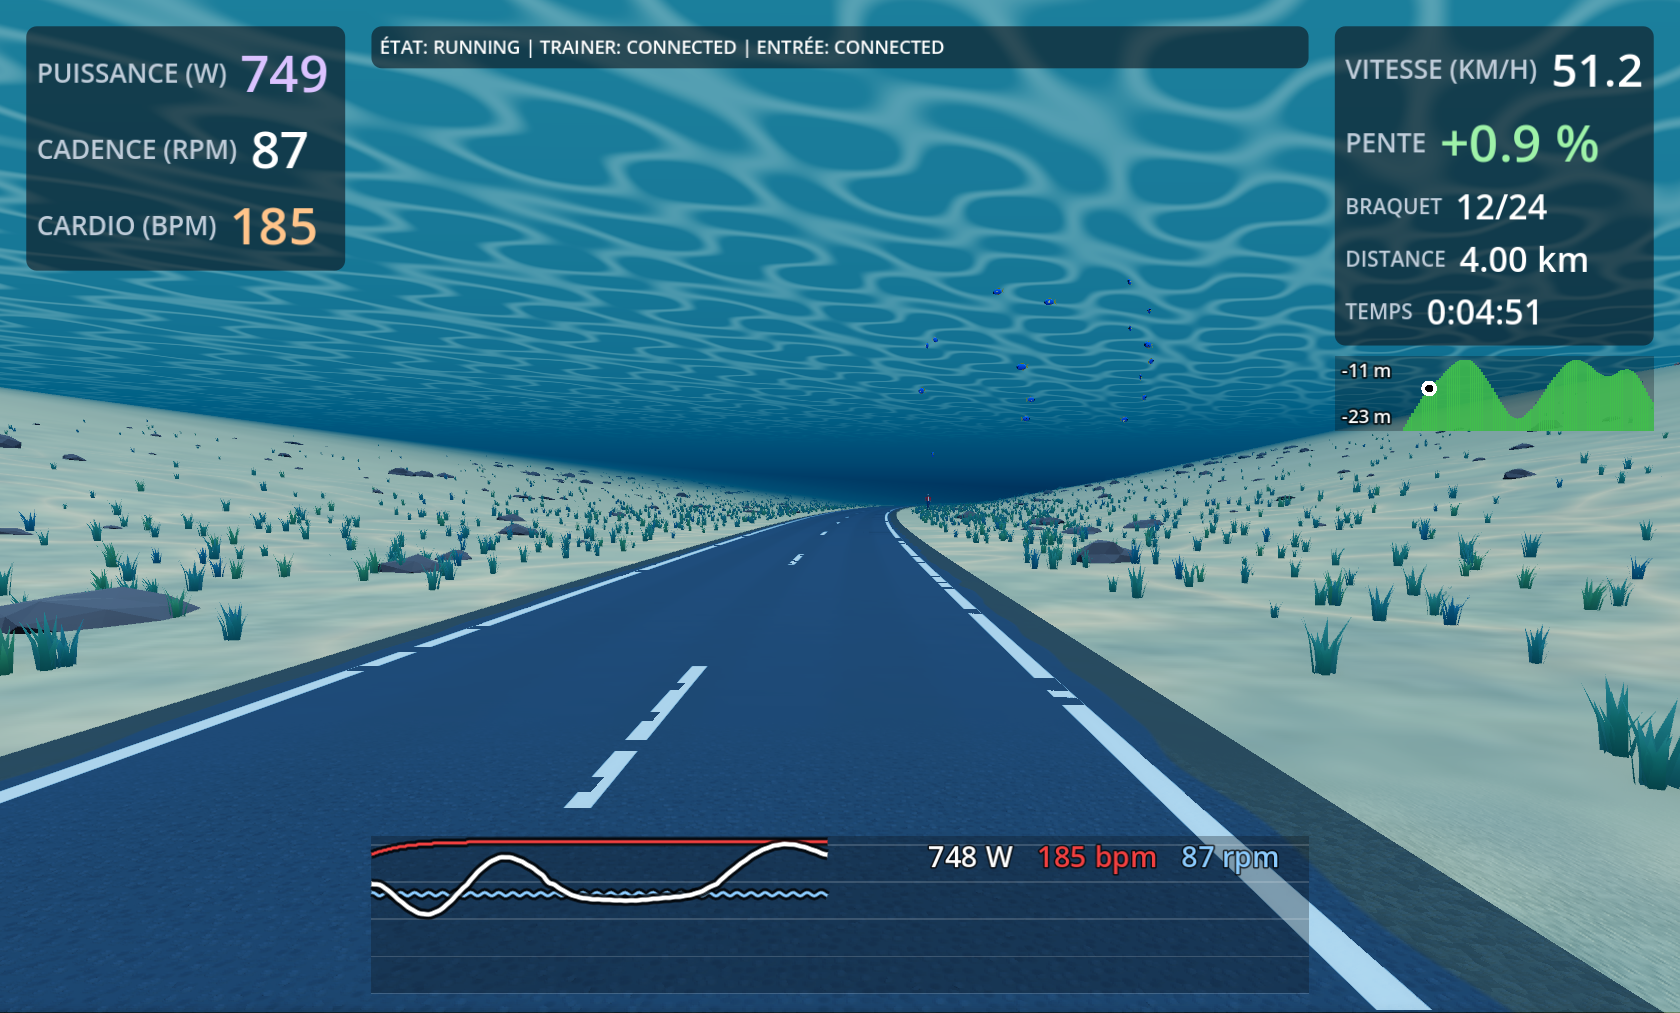 PUISSANCE (W) 749
CADENCE (RPM) 87
CARDIO (BPM) 185
ÉTAT: RUNNING | TRAINER: CONNECTED | ENTRÉE: CONNECTED
VITESSE (KM/H) 51.2
PENTE +0.9 %
BRAQUET 12/24
DISTANCE 4.00 km
TEMPS 0:04:51
-11 m
-23 m
748 W 185 bpm 87 rpm